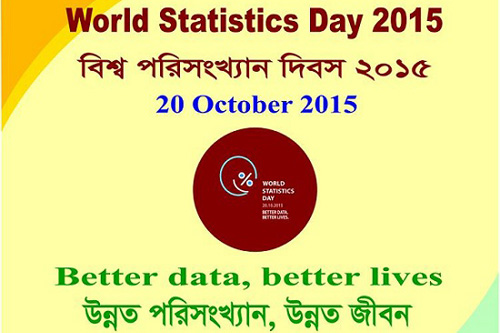 World Statistics Day 2015
বিশ্ব পরিসংখ্যান দিবস ২০১৫
20 October 2015
%
WORLD
STATISTICS
DAY
20.10.2015
BETTER DATA.
BETTER LIVES.
Better data, better lives
উন্নত পরিসংখ্যান, উন্নত জীবন